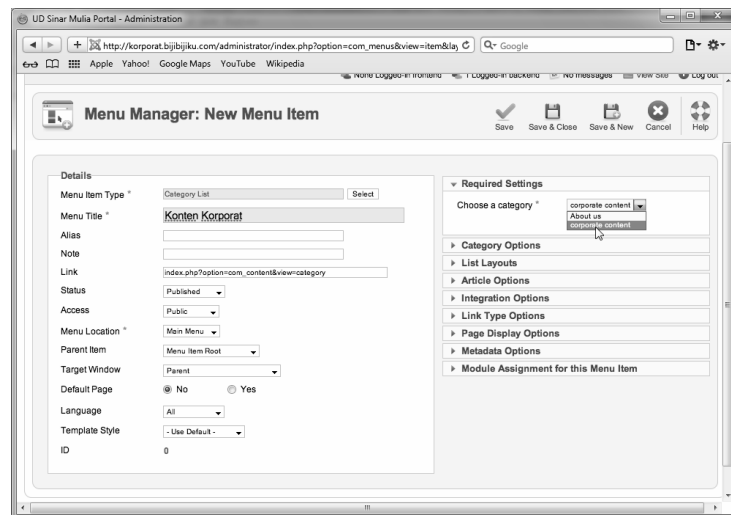 UD Sinar Mulia Portal - Administration
http://korporat.bijibijiku.com/administrator/index.php?option=com_menus&view=item&lay
Google
Apple Yahoo! Google Maps YouTube Wikipedia
None Logged-in frontend 1 Logged-in backend No messages View Site Log out
Menu Manager: New Menu Item
Save Save & Close Save & New Cancel Help
Details
Menu Item Type * Category List Select
Menu Title * Konten Korporat
Alias
Note
Link index.php?option=com_content&view=category
Status Published
Access Public
Menu Location * Main Menu
Parent Item Menu Item Root
Target Window Parent
Default Page No Yes
Language All
Template Style - Use Default -
ID 0
Required Settings
Choose a category * corporate content
About us
corporate content
Category Options
List Layouts
Article Options
Integration Options
Link Type Options
Page Display Options
Metadata Options
Module Assignment for this Menu Item